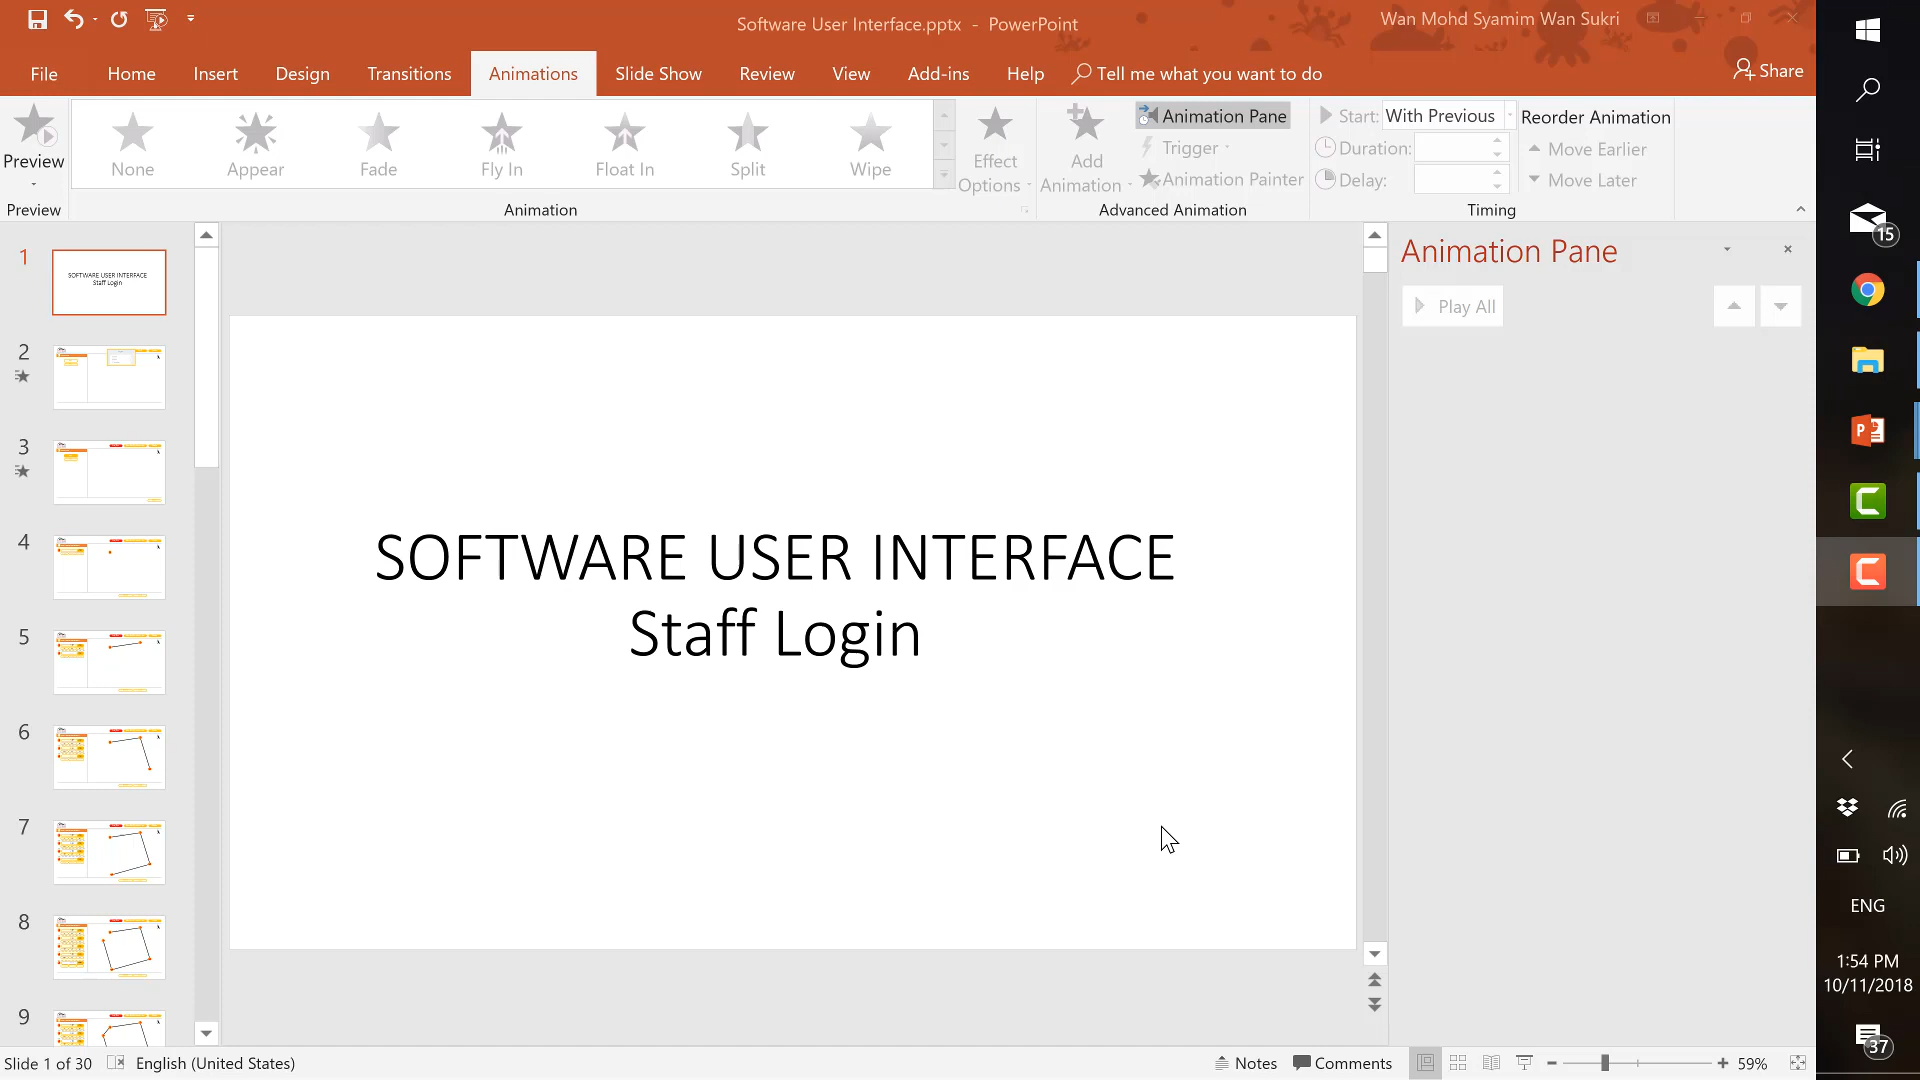 Software User Interface.pptx - PowerPoint
Wan Mohd Syamim Wan Sukri
File
Home
Insert
Design
Transitions
Animations
Slide Show
Review
View
Add-ins
Help
Tell me what you want to do
Share
Preview
None
Appear
Fade
Fly In
Float In
Split
Wipe
Effect
Options
Add
Animation
Animation Pane
Trigger
Animation Painter
Start:
With Previous
Duration:
Delay:
Reorder Animation
Move Earlier
Move Later
Preview
Animation
Advanced Animation
Timing
1
SOFTWARE USER INTERFACE
Staff Login
2
3
4
5
6
7
8
9
SOFTWARE USER INTERFACE
Staff Login
Animation Pane
Play All
15
ENG
1:54 PM
10/11/2018
37
Slide 1 of 30
English (United States)
Notes
Comments
59%